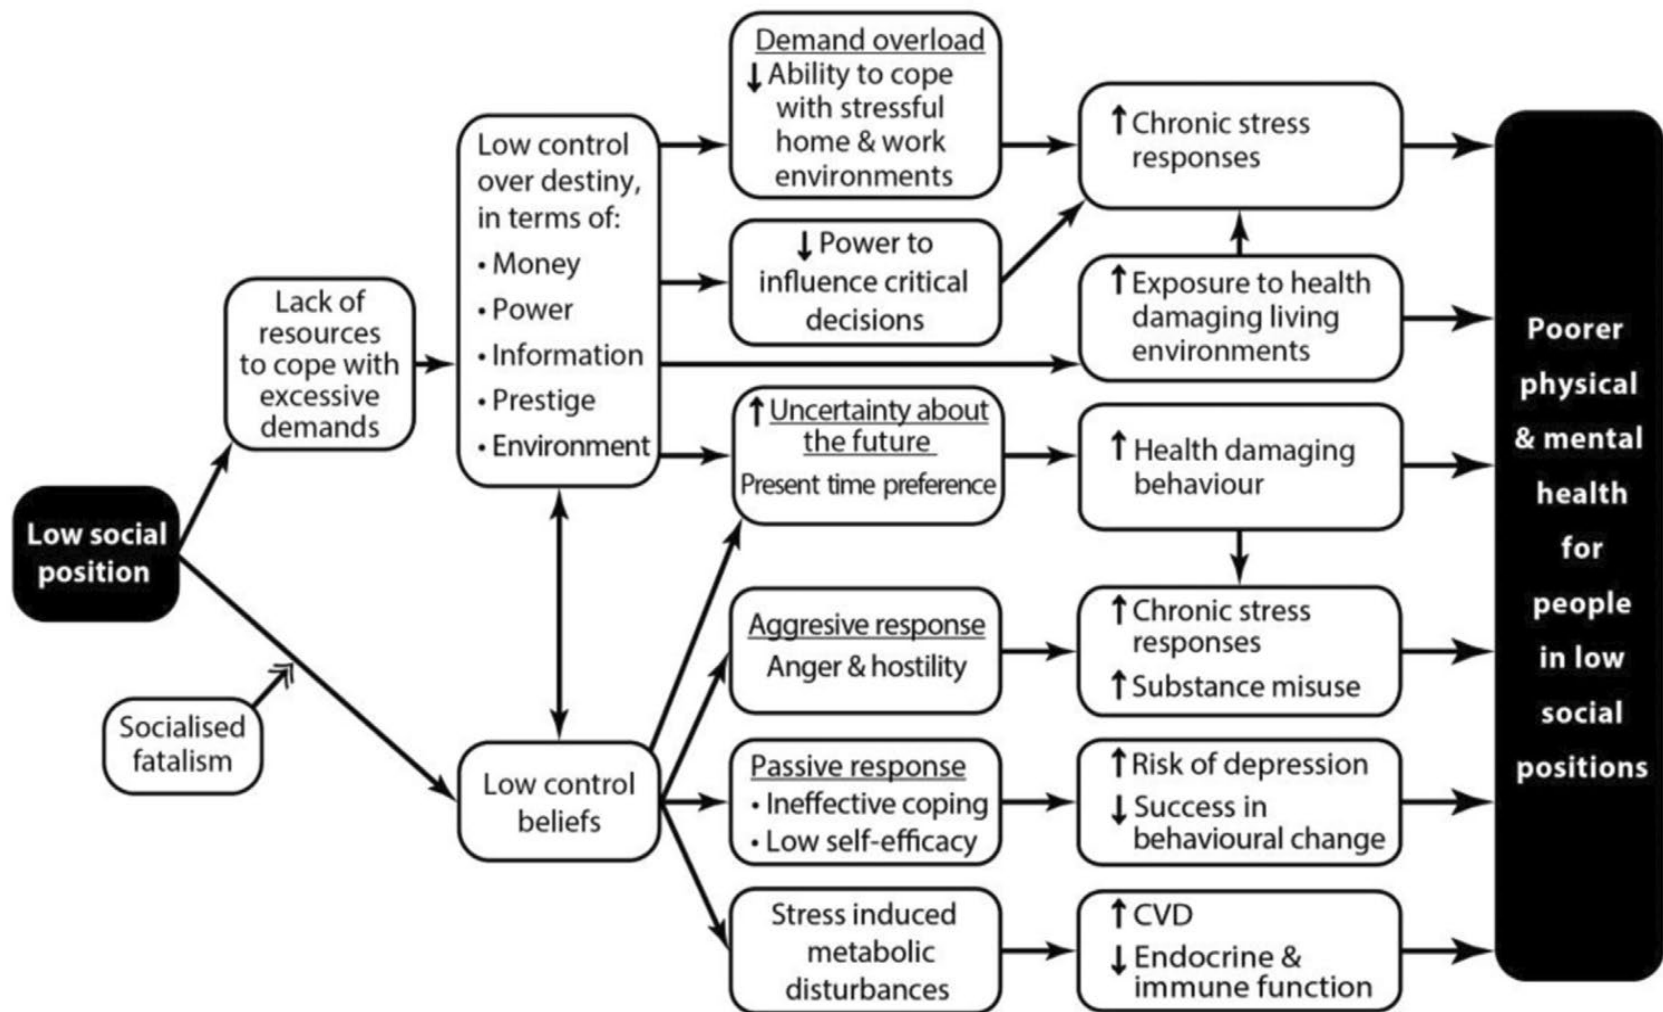 Low social
position
Socialised
fatalism
Lack of
resources
to cope with
excessive
demands
Low control
over destiny,
in terms of:
• Money
• Power
• Information
• Prestige
• Environment
Low control
beliefs
Demand overload
↓ Ability to cope
with stressful
home & work
environments
↓ Power to
influence critical
decisions
↑ Uncertainty about
the future
Present time preference
Aggresive response
Anger & hostility
Passive response
• Ineffective coping
• Low self-efficacy
Stress induced
metabolic
disturbances
↑ Chronic stress
responses
↑ Exposure to health
damaging living
environments
↑ Health damaging
behaviour
↑ Chronic stress
responses
↑ Substance misuse
↑ Risk of depression
↓ Success in
behavioural change
↑ CVD
↓ Endocrine &
immune function
Poorer
physical
& mental
health
for
people
in low
social
positions